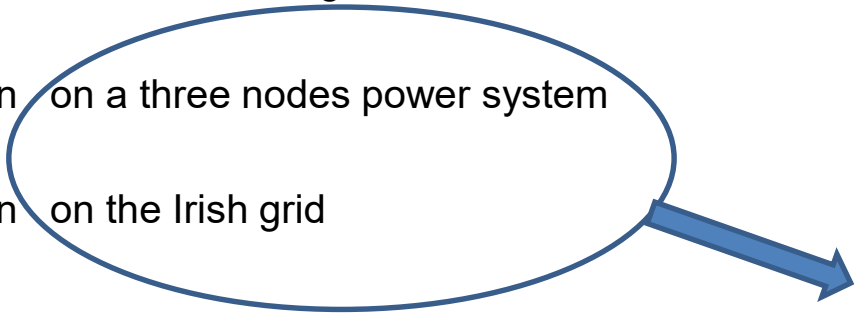 n on a three nodes power system
n on the Irish grid